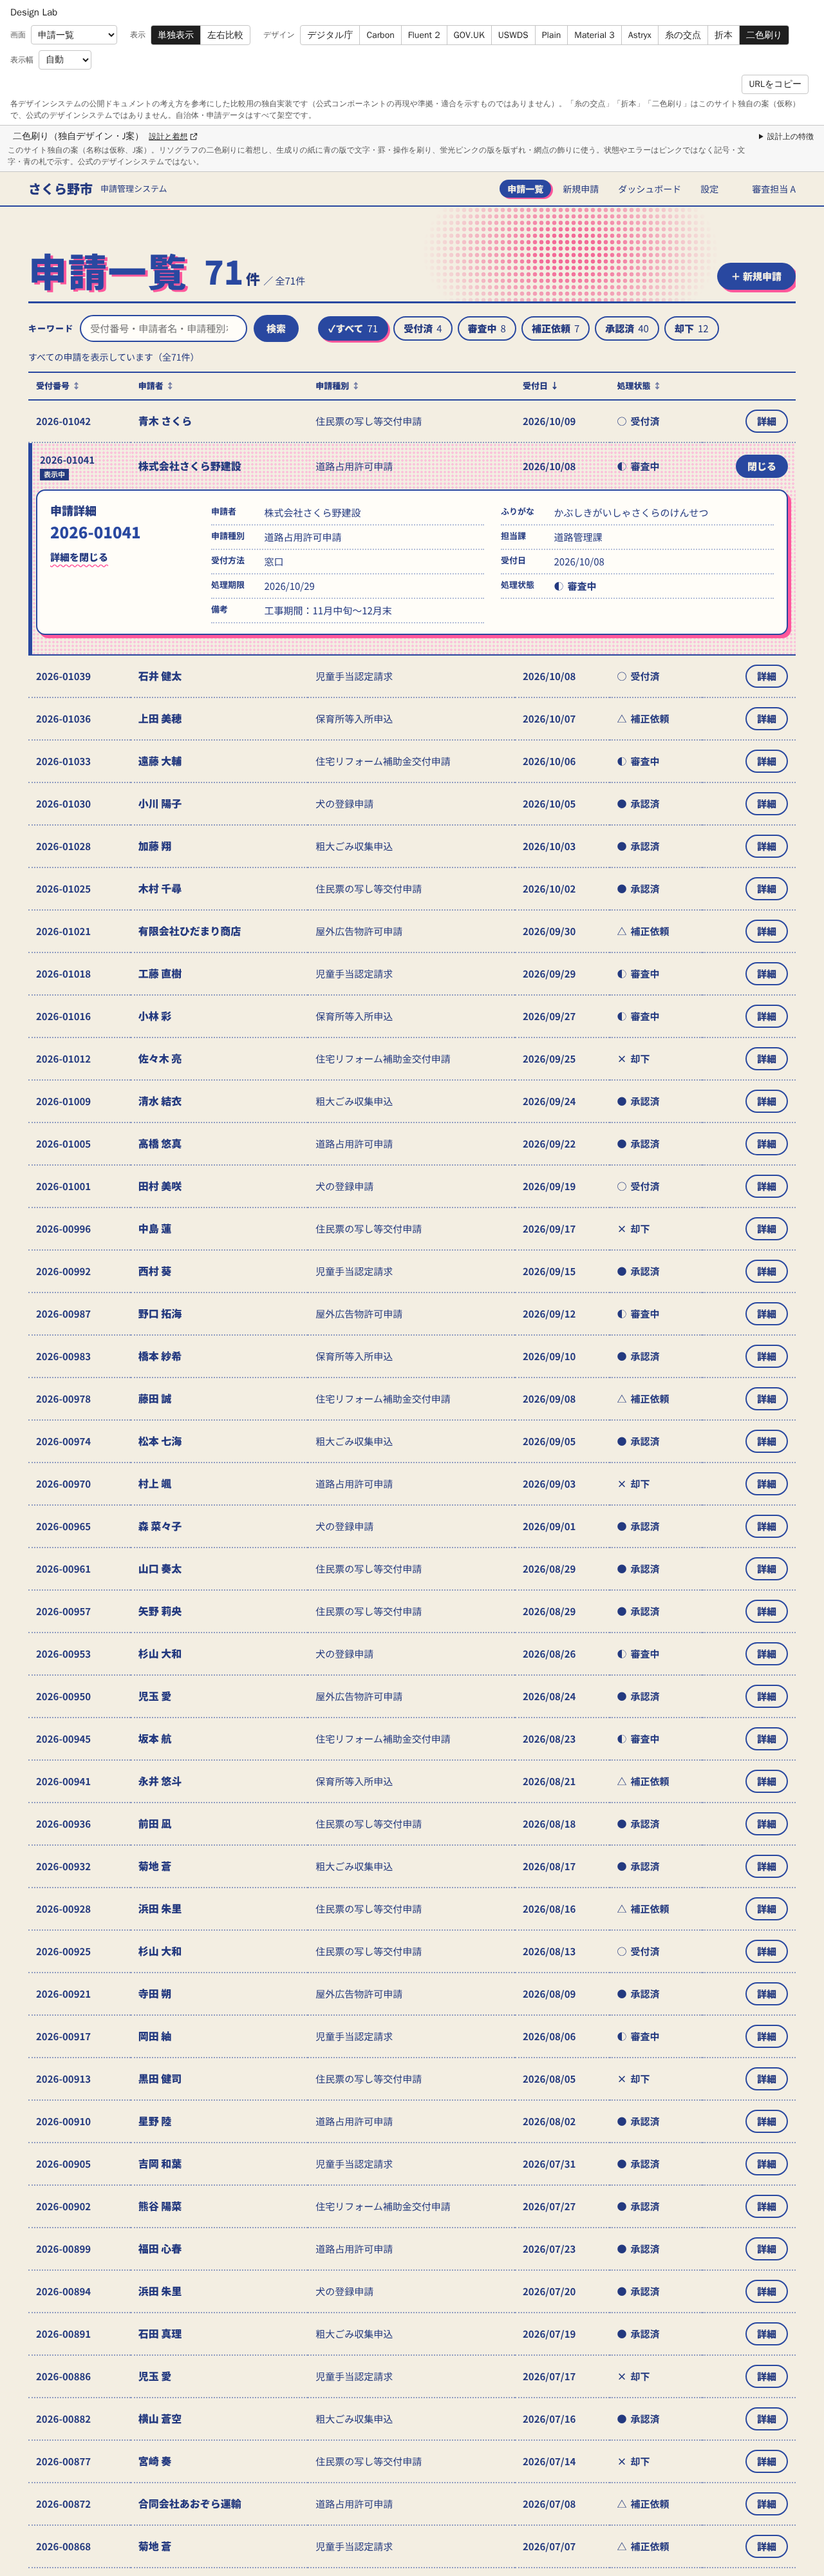 Design Lab
画面 申請一覧 表示 単独表示 左右比較 デザイン デジタル庁 Carbon Fluent 2 GOV.UK USWDS Plain Material 3 Astryx 糸の交点 折本 二色刷り
表示幅 自動
URLをコピー
各デザインシステムの公開ドキュメントの考え方を参考にした比較用の独自実装です（公式コンポーネントの再現や準拠・適合を示すものではありません）。「糸の交点」「折本」「二色刷り」はこのサイト独自の案（仮称）
で、公式のデザインシステムではありません。自治体・申請データはすべて架空です。
二色刷り（独自デザイン・J案） 設計と着想 ▶ 設計上の特徴
このサイト独自の案（名称は仮称、J案）。リソグラフの二色刷りに着想し、生成りの紙に青の版で文字・罫・操作を刷り、蛍光ピンクの版を版ずれ・網点の飾りに使う。状態やエラーはピンクではなく記号・文
字・青の札で示す。公式のデザインシステムではない。
さくら野市 申請管理システム 申請一覧 新規申請 ダッシュボード 設定 審査担当 A
申請一覧 71件 ／ 全71件 ＋ 新規申請
キーワード 受付番号・申請者名・申請種別: 検索 ✓すべて 71 受付済 4 審査中 8 補正依頼 7 承認済 40 却下 12
すべての申請を表示しています（全71件）
受付番号 ↕ 申請者 ↕ 申請種別 ↕ 受付日 ↓ 処理状態 ↕
2026-01042 青木 さくら 住民票の写し等交付申請 2026/10/09 ○ 受付済 詳細
2026-01041 表示中 株式会社さくら野建設 道路占用許可申請 2026/10/08 ◐ 審査中 閉じる
申請詳細
2026-01041
詳細を閉じる
申請者 株式会社さくら野建設 ふりがな かぶしきがいしゃさくらのけんせつ
申請種別 道路占用許可申請 担当課 道路管理課
受付方法 窓口 受付日 2026/10/08
処理期限 2026/10/29 処理状態 ◐ 審査中
備考 工事期間：11月中旬〜12月末
2026-01039 石井 健太 児童手当認定請求 2026/10/08 ○ 受付済 詳細
2026-01036 上田 美穂 保育所等入所申込 2026/10/07 △ 補正依頼 詳細
2026-01033 遠藤 大輔 住宅リフォーム補助金交付申請 2026/10/06 ◐ 審査中 詳細
2026-01030 小川 陽子 犬の登録申請 2026/10/05 ● 承認済 詳細
2026-01028 加藤 翔 粗大ごみ収集申込 2026/10/03 ● 承認済 詳細
2026-01025 木村 千尋 住民票の写し等交付申請 2026/10/02 ● 承認済 詳細
2026-01021 有限会社ひだまり商店 屋外広告物許可申請 2026/09/30 △ 補正依頼 詳細
2026-01018 工藤 直樹 児童手当認定請求 2026/09/29 ◐ 審査中 詳細
2026-01016 小林 彩 保育所等入所申込 2026/09/27 ◐ 審査中 詳細
2026-01012 佐々木 亮 住宅リフォーム補助金交付申請 2026/09/25 × 却下 詳細
2026-01009 清水 結衣 粗大ごみ収集申込 2026/09/24 ● 承認済 詳細
2026-01005 高橋 悠真 道路占用許可申請 2026/09/22 ● 承認済 詳細
2026-01001 田村 美咲 犬の登録申請 2026/09/19 ○ 受付済 詳細
2026-00996 中島 蓮 住民票の写し等交付申請 2026/09/17 × 却下 詳細
2026-00992 西村 葵 児童手当認定請求 2026/09/15 ● 承認済 詳細
2026-00987 野口 拓海 屋外広告物許可申請 2026/09/12 ◐ 審査中 詳細
2026-00983 橋本 紗希 保育所等入所申込 2026/09/10 ● 承認済 詳細
2026-00978 藤田 誠 住宅リフォーム補助金交付申請 2026/09/08 △ 補正依頼 詳細
2026-00974 松本 七海 粗大ごみ収集申込 2026/09/05 ● 承認済 詳細
2026-00970 村上 颯 道路占用許可申請 2026/09/03 × 却下 詳細
2026-00965 森 菜々子 犬の登録申請 2026/09/01 ● 承認済 詳細
2026-00961 山口 奏太 住民票の写し等交付申請 2026/08/29 ● 承認済 詳細
2026-00957 矢野 莉央 住民票の写し等交付申請 2026/08/29 ● 承認済 詳細
2026-00953 杉山 大和 犬の登録申請 2026/08/26 ◐ 審査中 詳細
2026-00950 児玉 愛 屋外広告物許可申請 2026/08/24 ● 承認済 詳細
2026-00945 坂本 航 住宅リフォーム補助金交付申請 2026/08/23 ◐ 審査中 詳細
2026-00941 永井 悠斗 保育所等入所申込 2026/08/21 △ 補正依頼 詳細
2026-00936 前田 凪 住民票の写し等交付申請 2026/08/18 ● 承認済 詳細
2026-00932 菊地 蒼 粗大ごみ収集申込 2026/08/17 ● 承認済 詳細
2026-00928 浜田 朱里 住民票の写し等交付申請 2026/08/16 △ 補正依頼 詳細
2026-00925 杉山 大和 住民票の写し等交付申請 2026/08/13 ○ 受付済 詳細
2026-00921 寺田 朔 屋外広告物許可申請 2026/08/09 ● 承認済 詳細
2026-00917 岡田 紬 児童手当認定請求 2026/08/06 ◐ 審査中 詳細
2026-00913 黒田 健司 住民票の写し等交付申請 2026/08/05 × 却下 詳細
2026-00910 星野 陸 道路占用許可申請 2026/08/02 ● 承認済 詳細
2026-00905 吉岡 和葉 児童手当認定請求 2026/07/31 ● 承認済 詳細
2026-00902 熊谷 陽菜 住宅リフォーム補助金交付申請 2026/07/27 ● 承認済 詳細
2026-00899 福田 心春 道路占用許可申請 2026/07/23 ● 承認済 詳細
2026-00894 浜田 朱里 犬の登録申請 2026/07/20 ● 承認済 詳細
2026-00891 石田 真理 粗大ごみ収集申込 2026/07/19 ● 承認済 詳細
2026-00886 児玉 愛 児童手当認定請求 2026/07/17 × 却下 詳細
2026-00882 横山 蒼空 粗大ごみ収集申込 2026/07/16 ● 承認済 詳細
2026-00877 宮崎 奏 住民票の写し等交付申請 2026/07/14 × 却下 詳細
2026-00872 合同会社あおぞら運輸 道路占用許可申請 2026/07/08 △ 補正依頼 詳細
2026-00868 菊地 蒼 児童手当認定請求 2026/07/07 △ 補正依頼 詳細